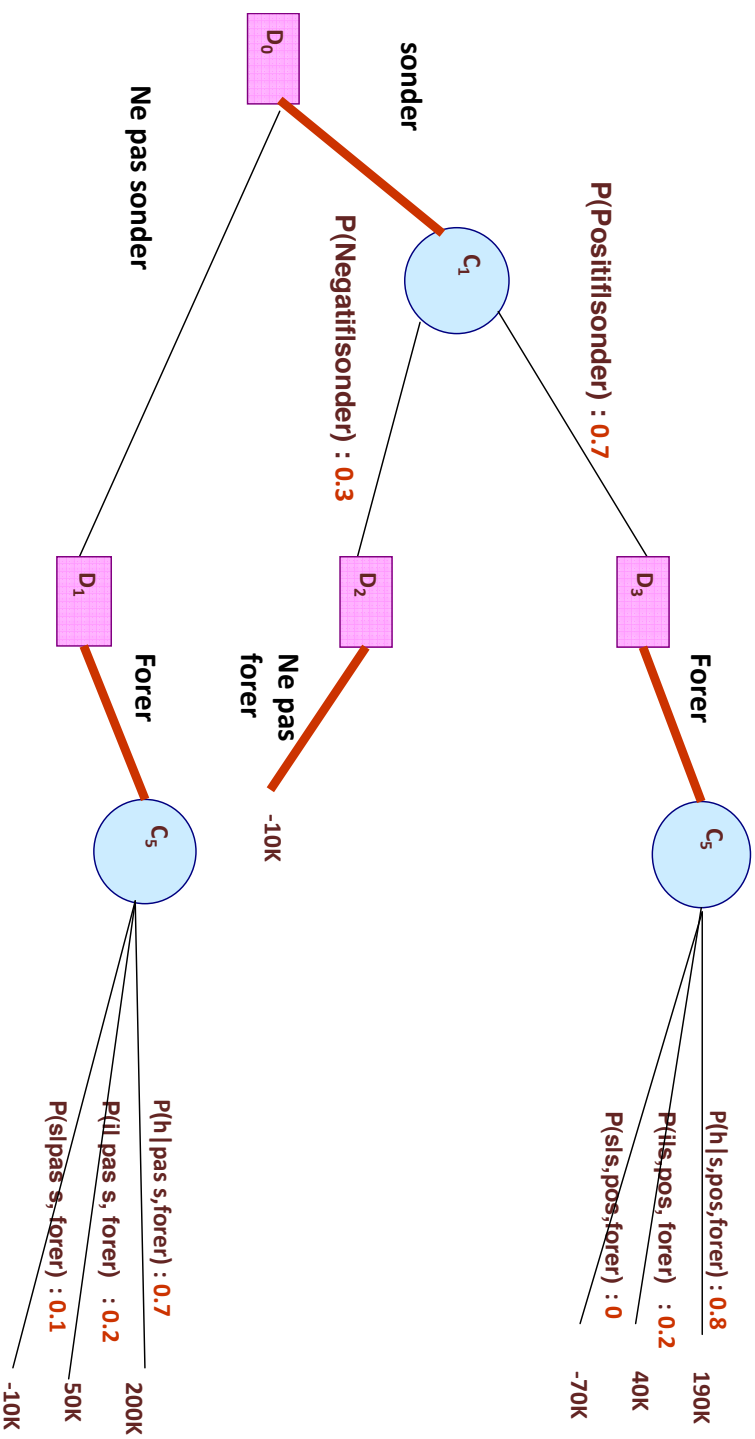 Forer
C5
P(h|s,pos,forer) : 0.8
190K
D3
P(i|s,pos, forer) : 0.2
40K
P(Positif|sonder) : 0.7
P(s|s,pos,forer) : 0
-70K
C1
sonder
P(Negatif|sonder) : 0.3
D2
D0
Ne pas
forer
-10K
Ne pas sonder
Forer
C5
P(h|pas s,forer) : 0.7
200K
D1
P(i| pas s, forer) : 0.2
50K
P(s|pas s, forer) : 0.1
-10K